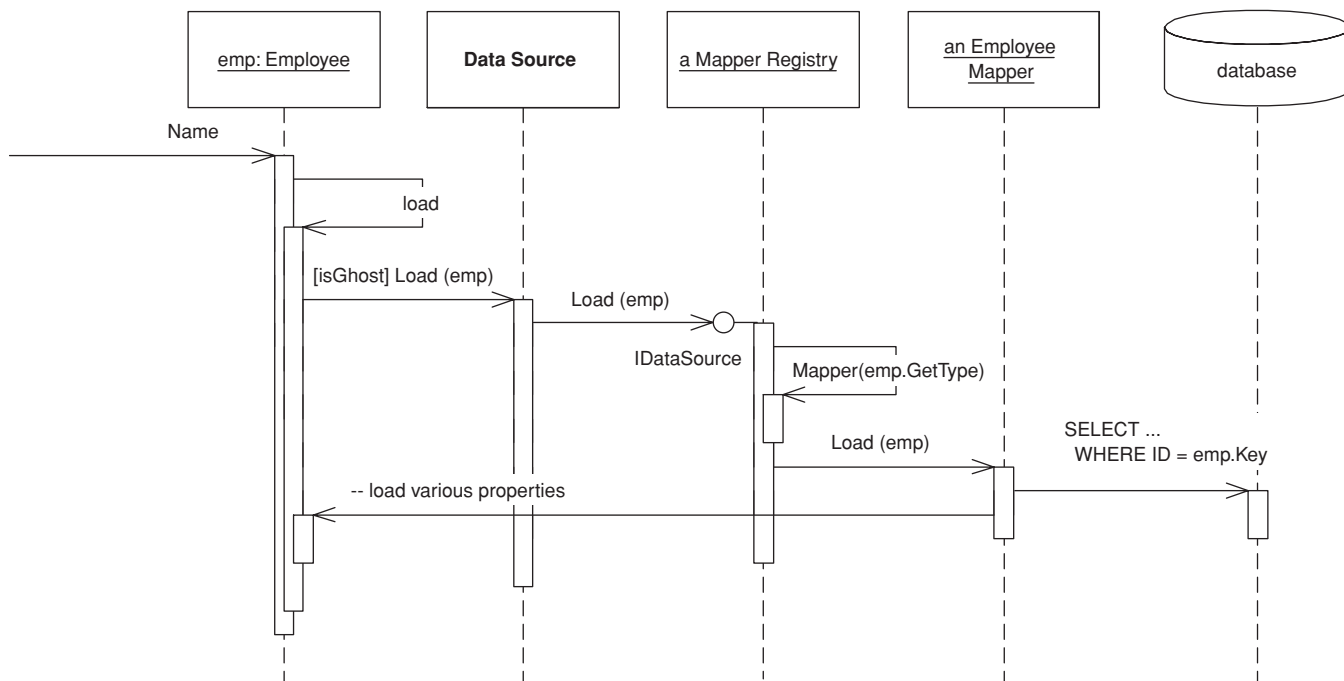 emp: Employee
Data Source
a Mapper Registry
an Employee
Mapper
database
Name
load
[isGhost] Load (emp)
Load (emp)
IDataSource
Mapper(emp.GetType)
Load (emp)
SELECT ...
WHERE ID = emp.Key
-- load various properties